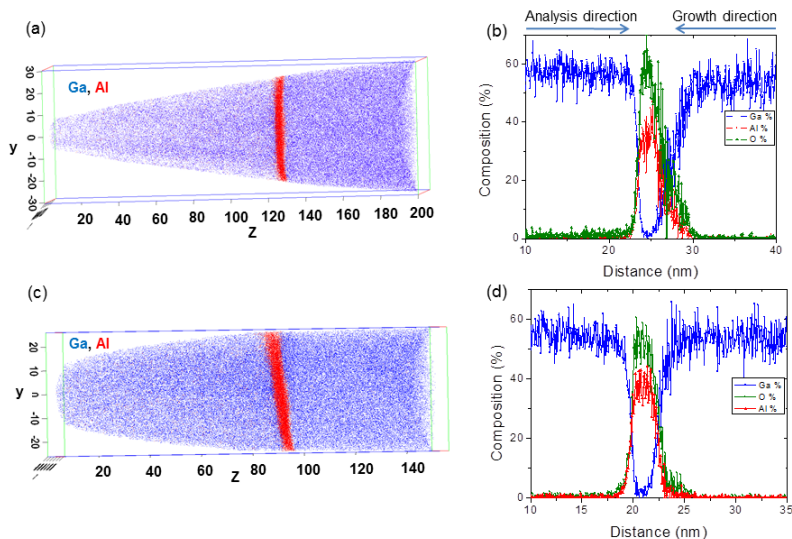 (a)
Ga, Al
y
30
20
10
0
-10
-20
-30
20 40 60 80 100 120 140 160 180 200
Z
(b)
Analysis direction Growth direction
Composition (%)
60
40
20
0
Ga %
Al %
O %
10 20 30 40
Distance (nm)
(c)
Ga, Al
y
20
10
0
-10
-20
20 40 60 80 100 120 140
Z
(d)
Composition (%)
60
50
40
30
20
10
0
Ga %
O %
Al %
10 15 20 25 30 35
Distance (nm)